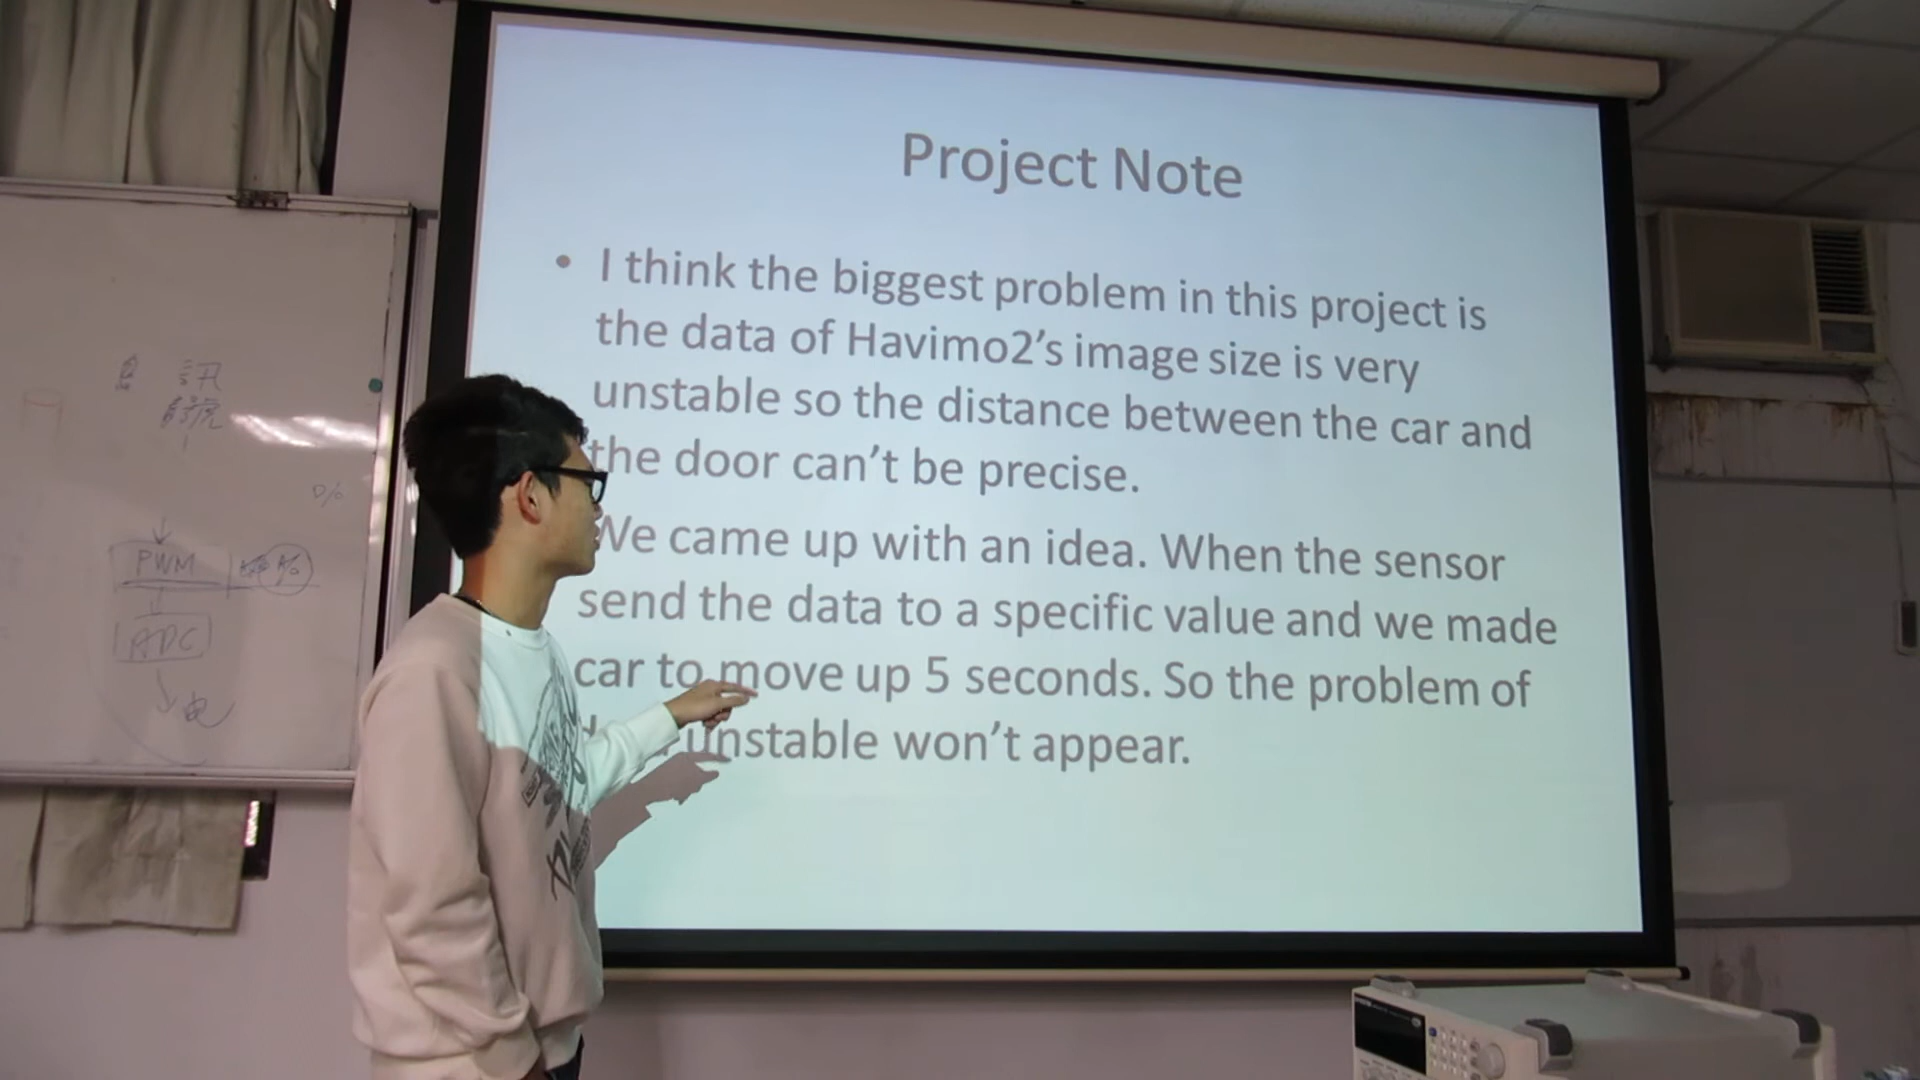 Project Note
• I think the biggest problem in this project is
the data of Havimo2's image size is very
unstable so the distance between the car and
the door can't be precise.
We came up with an idea. When the sensor
send the data to a specific value and we made
car to move up 5 seconds. So the problem of
unstable won't appear.
PWM
ADC